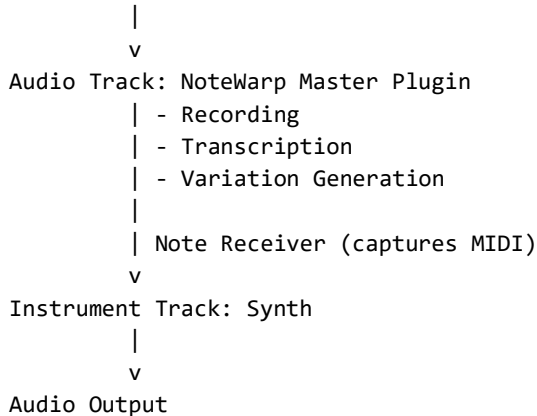 |
v
Audio Track: NoteWarp Master Plugin
| - Recording
| - Transcription
| - Variation Generation
|
| Note Receiver (captures MIDI)
v
Instrument Track: Synth
|
v
Audio Output